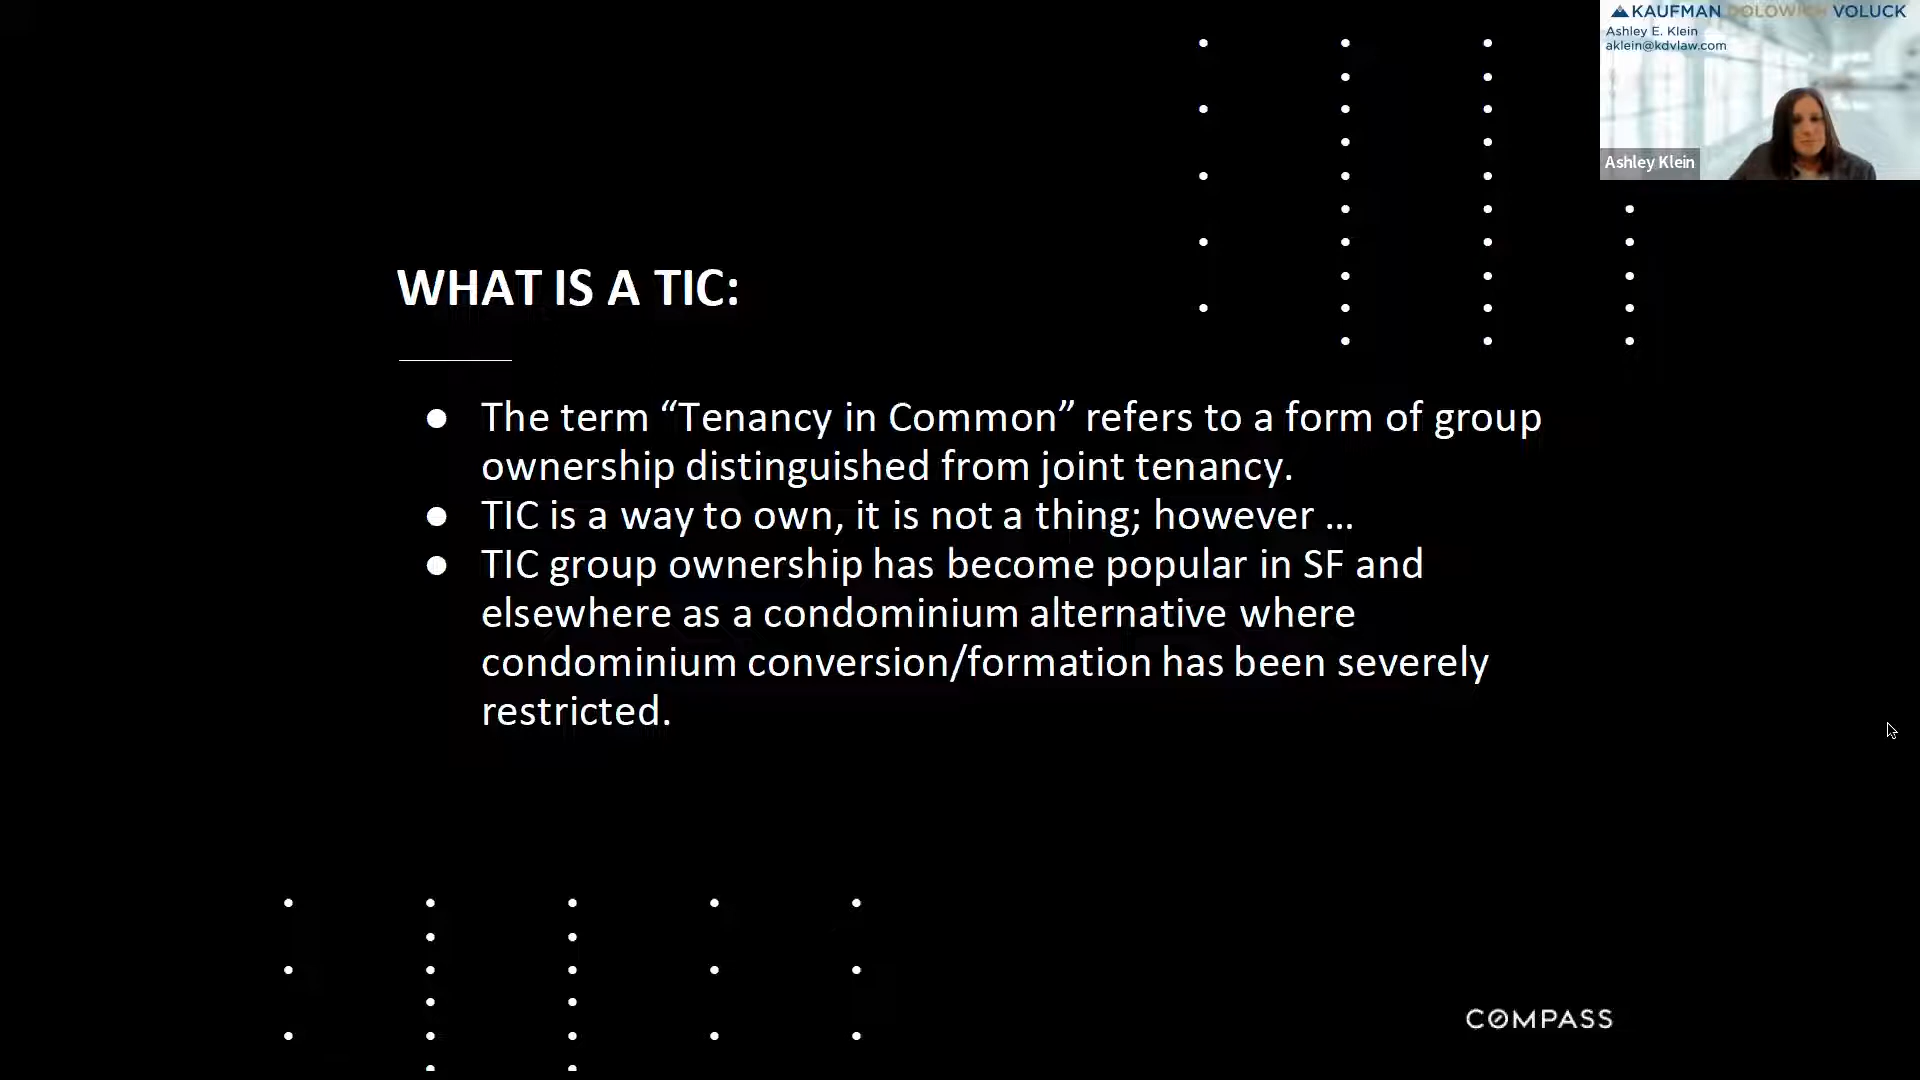 KAUFMAN DOLOWICH VOLUCK
Ashley E. Klein
aklein@kdvlaw.com
Ashley Klein
WHAT IS A TIC:
● The term “Tenancy in Common” refers to a form of group
ownership distinguished from joint tenancy.
● TIC is a way to own, it is not a thing; however ...
● TIC group ownership has become popular in SF and
elsewhere as a condominium alternative where
condominium conversion/formation has been severely
restricted.
COMPASS